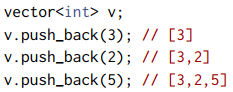 vector<int> v;
v.push_back(3); // [3]
v.push_back(2); // [3,2]
v.push_back(5); // [3,2,5]